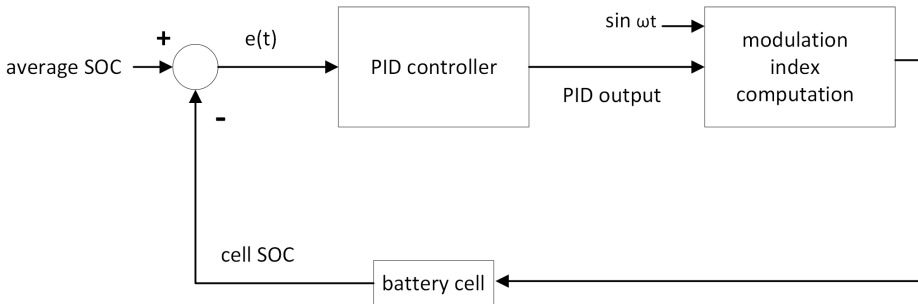 sin ωt
+
e(t)
average SOC
PID controller
modulation
index
computation
PID output
-
cell SOC
battery cell